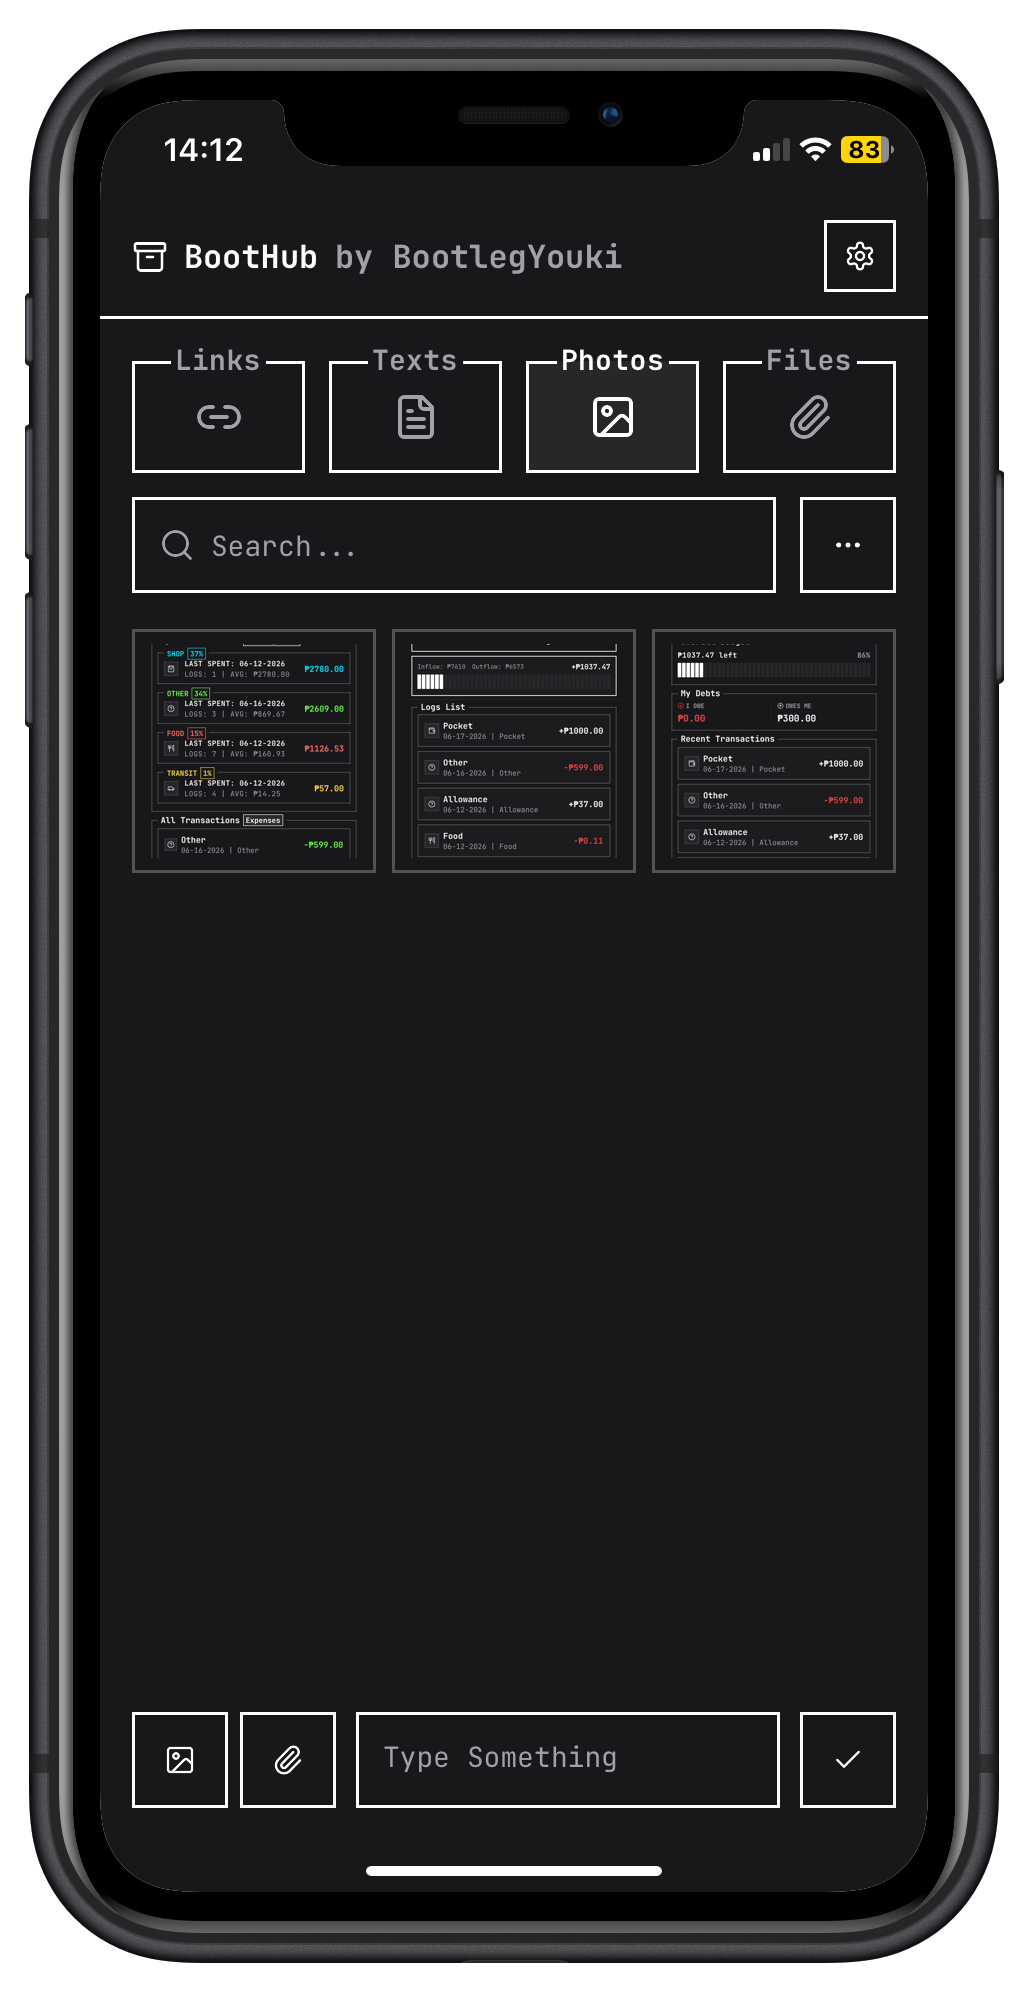 14:12
83
BootHub by BootlegYouki
Links
Texts
Photos
Files
Search...
SHOP 37%
LAST SPENT: 06-12-2026
LOGS: 1 | AVG: ₱2780.00
₱2780.00
OTHER 34%
LAST SPENT: 06-16-2026
LOGS: 3 | AVG: ₱869.67
₱2609.00
FOOD 15%
LAST SPENT: 06-12-2026
LOGS: 7 | AVG: ₱160.93
₱1126.53
TRANSIT 1%
LAST SPENT: 06-12-2026
LOGS: 4 | AVG: ₱14.25
₱57.00
All Transactions Expenses
Other
06-16-2026 | Other
-₱599.00
Inflow: ₱7610 Outflow: ₱6573
+₱1037.47
Logs List
Pocket
06-17-2026 | Pocket
+₱1000.00
Other
06-16-2026 | Other
-₱599.00
Allowance
06-12-2026 | Allowance
+₱37.00
Food
06-12-2026 | Food
-₱0.11
₱1037.47 left
86%
My Debts
I OWE
₱0.00
OWES ME
₱300.00
Recent Transactions
Pocket
06-17-2026 | Pocket
+₱1000.00
Other
06-16-2026 | Other
-₱599.00
Allowance
06-12-2026 | Allowance
+₱37.00
Type Something